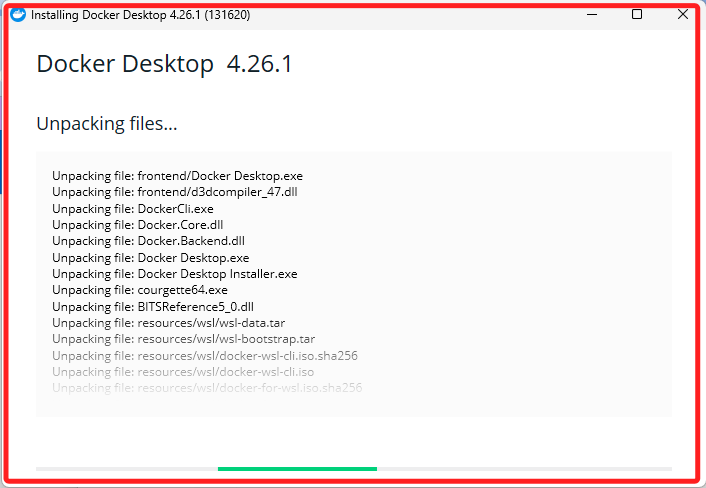 Installing Docker Desktop 4.26.1 (131620)
Docker Desktop 4.26.1
Unpacking files...
Unpacking file: frontend/Docker Desktop.exe
Unpacking file: frontend/d3dcompiler_47.dll
Unpacking file: DockerCli.exe
Unpacking file: Docker.Core.dll
Unpacking file: Docker.Backend.dll
Unpacking file: Docker Desktop.exe
Unpacking file: Docker Desktop Installer.exe
Unpacking file: courgette64.exe
Unpacking file: BITSReference5_0.dll
Unpacking file: resources/wsl/wsl-data.tar
Unpacking file: resources/wsl/wsl-bootstrap.tar
Unpacking file: resources/wsl/docker-wsl-cli.iso.sha256
Unpacking file: resources/wsl/docker-wsl-cli.iso
Unpacking file: resources/wsl/docker-for-wsl.iso.sha256